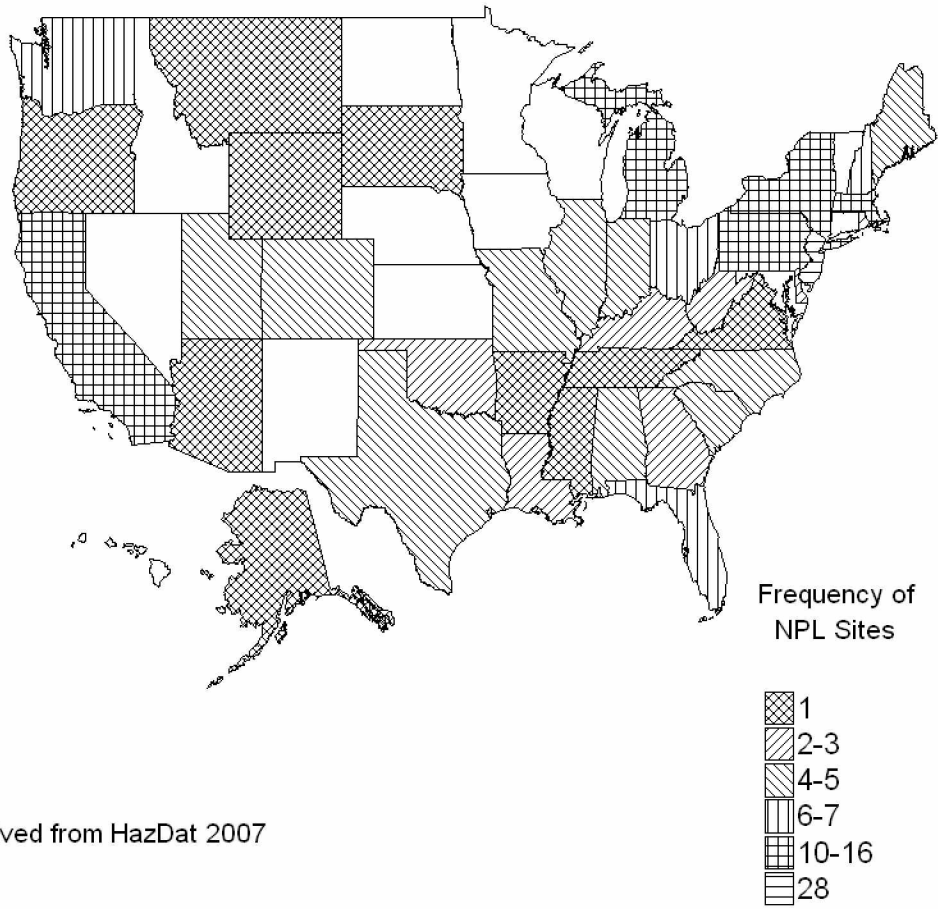 Frequency of
NPL Sites
1
2-3
4-5
6-7
10-16
28
ved from HazDat 2007